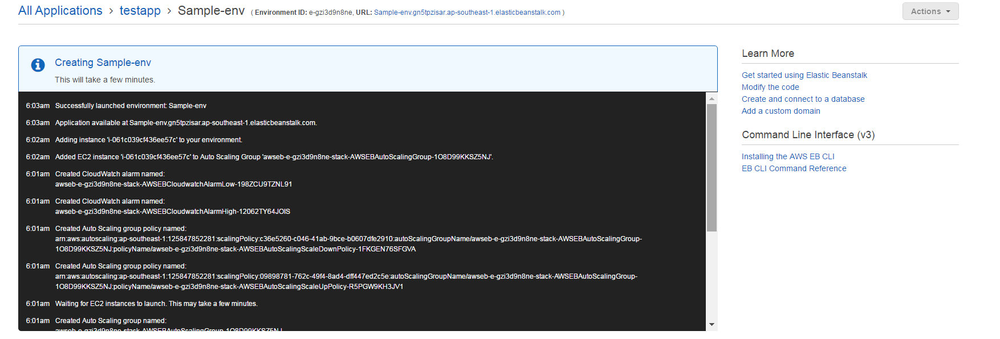 All Applications > testapp > Sample-env ( Environment ID: e-gzi3d9n8ne, URL: Sample-env.gn5tpzisar.ap-southeast-1.elasticbeanstalk.com )
Actions
Creating Sample-env
This will take a few minutes.
6:03am Successfully launched environment: Sample-env
6:03am Application available at Sample-env.gn5tpzisar.ap-southeast-1.elasticbeanstalk.com.
6:02am Adding instance 'i-061c039cf436ee57c' to your environment.
6:02am Added EC2 instance 'i-061c039cf436ee57c' to Auto Scaling Group 'awseb-e-gzi3d9n8ne-stack-AWSEBAutoScalingGroup-1O8D99KKSZ5NJ'.
6:01am Created CloudWatch alarm named:
awseb-e-gzi3d9n8ne-stack-AWSEBCloudwatchAlarmLow-198ZCU9TZNL91
6:01am Created CloudWatch alarm named:
awseb-e-gzi3d9n8ne-stack-AWSEBCloudwatchAlarmHigh-12062TY64JOIS
6:01am Created Auto Scaling group policy named:
arn:aws:autoscaling:ap-southeast-1:125847852281:scalingPolicy:c36e5260-c046-41ab-9bce-b0607dfe2910:autoScalingGroupName/awseb-e-gzi3d9n8ne-stack-AWSEBAutoScalingGroup-
1O8D99KKSZ5NJ:policyName/awseb-e-gzi3d9n8ne-stack-AWSEBAutoScalingScaleDownPolicy-1FKGEN76SFGVA
6:01am Created Auto Scaling group policy named:
arn:aws:autoscaling:ap-southeast-1:125847852281:scalingPolicy:09898781-762c-49f4-8ad4-dff447ed2c5e:autoScalingGroupName/awseb-e-gzi3d9n8ne-stack-AWSEBAutoScalingGroup-
1O8D99KKSZ5NJ:policyName/awseb-e-gzi3d9n8ne-stack-AWSEBAutoScalingScaleUpPolicy-R5PGW9KH3JV1
6:01am Waiting for EC2 instances to launch. This may take a few minutes.
6:01am Created Auto Scaling group named:
awseb-e-gzi3d9n8ne-stack-AWSEBAutoScalingGroup-1O8D99KKSZ5NJ
Learn More
Get started using Elastic Beanstalk
Modify the code
Create and connect to a database
Add a custom domain
Command Line Interface (v3)
Installing the AWS EB CLI
EB CLI Command Reference